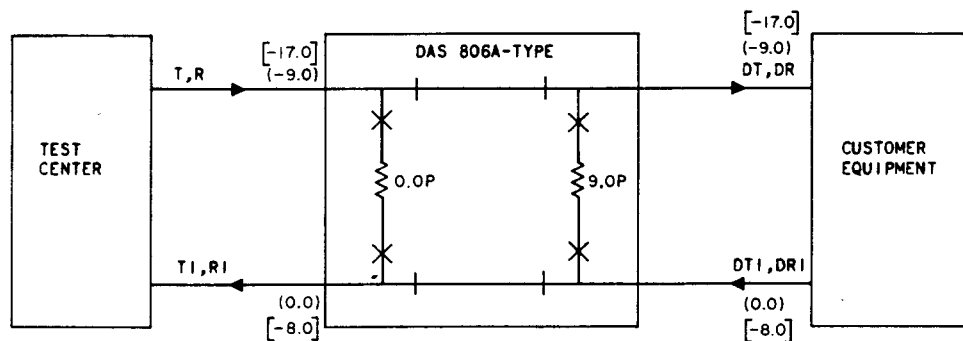 [-17.0]
(-9.0)
T,R
DAS 806A-TYPE
[-17.0]
(-9.0)
DT,DR
TEST
CENTER
0.0P
9.0P
CUSTOMER
EQUIPMENT
T1,R1
(0.0)
[-8.0]
DT1,DR1
(0.0)
[-8.0]